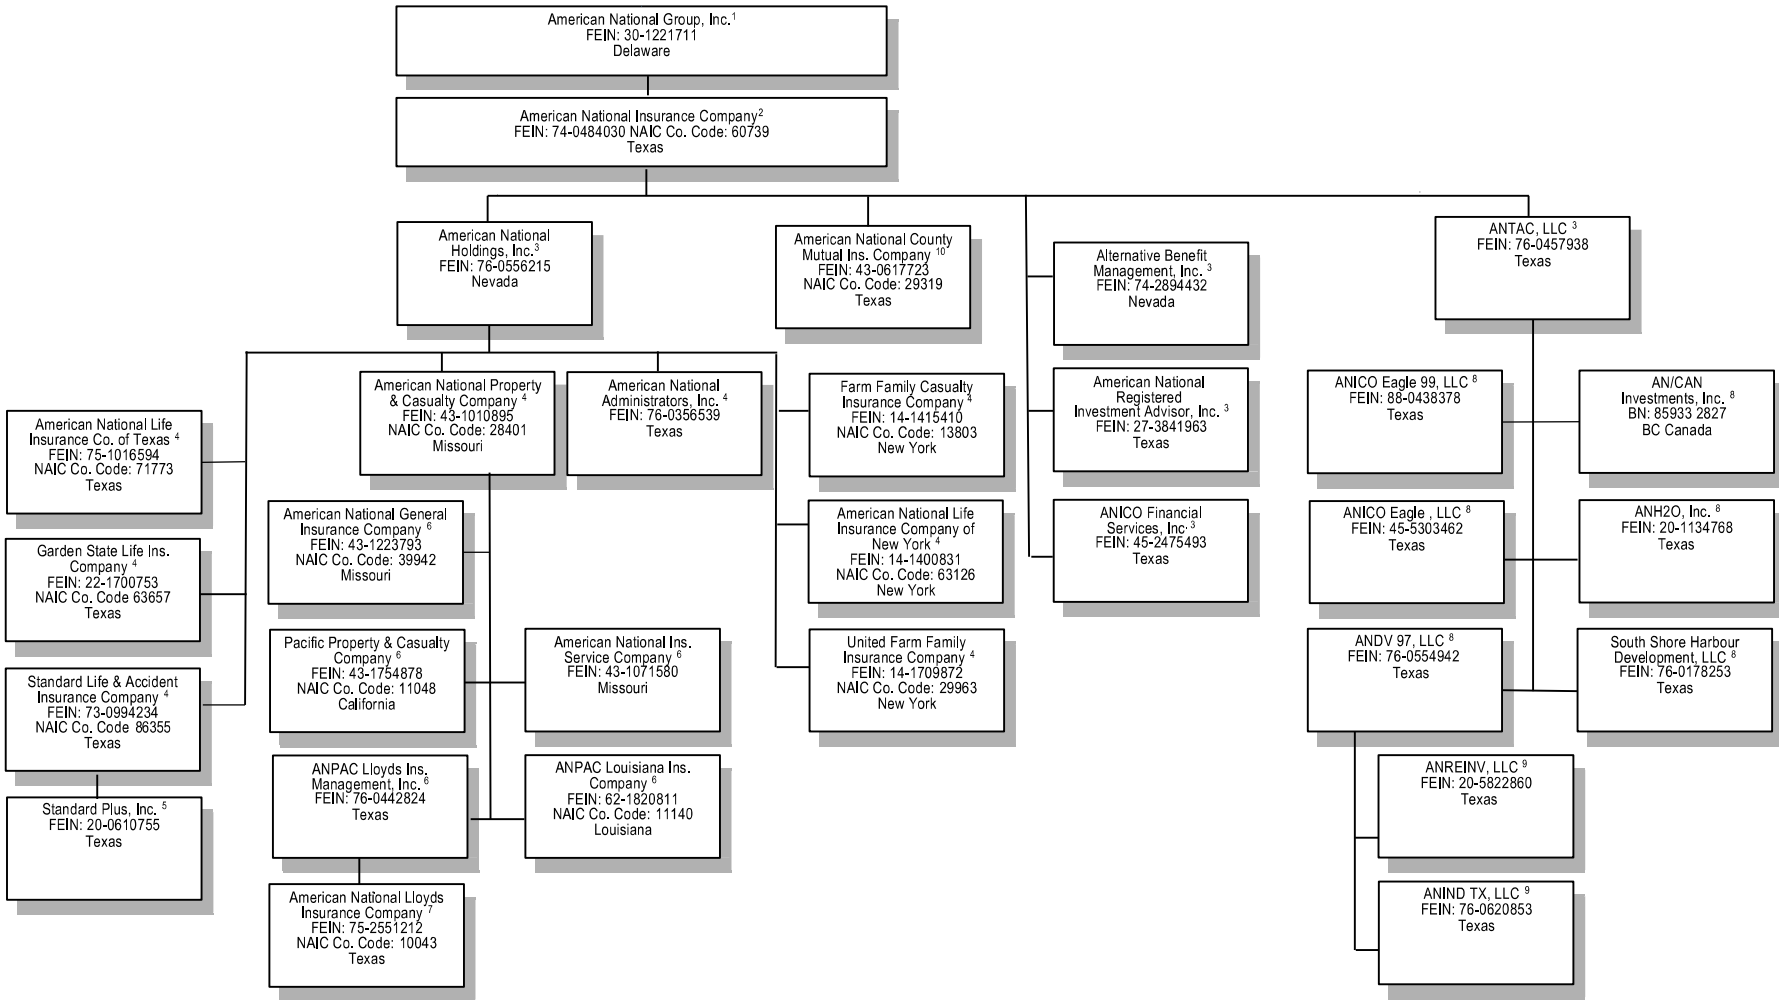 American National Group, Inc.¹
FEIN: 30-1221711
Delaware
American National Insurance Company²
FEIN: 74-0484030 NAIC Co. Code: 60739
Texas
American National
Holdings, Inc.³
FEIN: 76-0556215
Nevada
American National County
Mutual Ins. Company ¹⁰
FEIN: 43-0617723
NAIC Co. Code: 29319
Texas
Alternative Benefit
Management, Inc. ³
FEIN: 74-2894432
Nevada
ANTAC, LLC ³
FEIN: 76-0457938
Texas
American National Life
Insurance Co. of Texas ⁴
FEIN: 75-1016594
NAIC Co. Code: 71773
Texas
American National Property
& Casualty Company ⁴
FEIN: 43-1010895
NAIC Co. Code: 28401
Missouri
American National
Administrators, Inc. ⁴
FEIN: 76-0356539
Texas
Farm Family Casualty
Insurance Company ⁴
FEIN: 14-1415410
NAIC Co. Code: 13803
New York
American National
Registered
Investment Advisor, Inc. ³
FEIN: 27-3841963
Texas
ANICO Eagle 99, LLC ⁸
FEIN: 88-0438378
Texas
AN/CAN
Investments, Inc. ⁸
BN: 85933 2827
BC Canada
Garden State Life Ins.
Company ⁴
FEIN: 22-1700753
NAIC Co. Code 63657
Texas
American National General
Insurance Company ⁶
FEIN: 43-1223793
NAIC Co. Code: 39942
Missouri
American National Life
Insurance Company of
New York ⁴
FEIN: 14-1400831
NAIC Co. Code: 63126
New York
ANICO Financial
Services, Inc. ³
FEIN: 45-2475493
Texas
ANICO Eagle , LLC ⁸
FEIN: 45-5303462
Texas
ANH2O, Inc. ⁸
FEIN: 20-1134768
Texas
Standard Life & Accident
Insurance Company ⁴
FEIN: 73-0994234
NAIC Co. Code 86355
Texas
Pacific Property & Casualty
Company ⁶
FEIN: 43-1754878
NAIC Co. Code: 11048
California
American National Ins.
Service Company ⁶
FEIN: 43-1071580
Missouri
United Farm Family
Insurance Company ⁴
FEIN: 14-1709872
NAIC Co. Code: 29963
New York
ANDV 97, LLC ⁸
FEIN: 76-0554942
Texas
South Shore Harbour
Development, LLC ⁸
FEIN: 76-0178253
Texas
Standard Plus, Inc. ⁵
FEIN: 20-0610755
Texas
ANPAC Lloyds Ins.
Management, Inc. ⁶
FEIN: 76-0442824
Texas
ANPAC Louisiana Ins.
Company ⁶
FEIN: 62-1820811
NAIC Co. Code: 11140
Louisiana
ANREINV, LLC ⁹
FEIN: 20-5822860
Texas
American National Lloyds
Insurance Company ⁷
FEIN: 75-2551212
NAIC Co. Code: 10043
Texas
ANIND TX, LLC ⁹
FEIN: 76-0620853
Texas